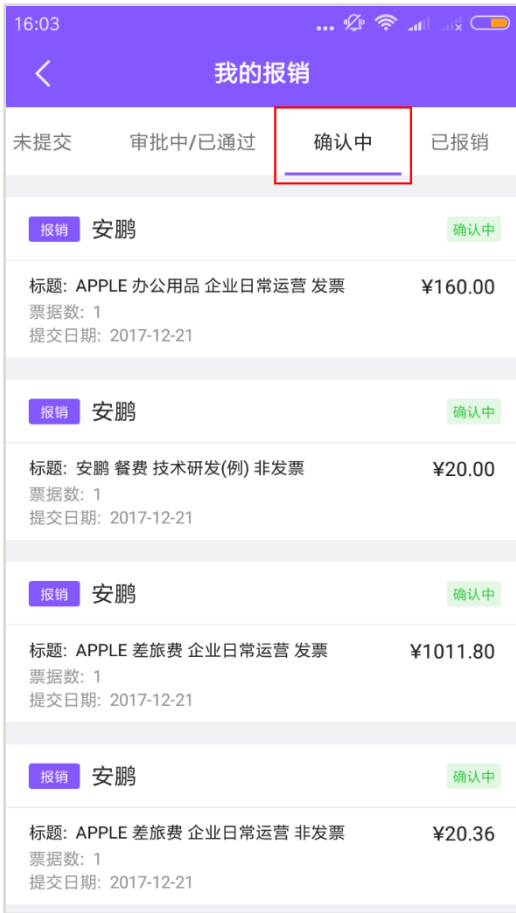 16:03
我的报销
未提交 审批中/已通过 确认中 已报销
报销 安鹏 确认中
标题: APPLE 办公用品 企业日常运营 发票 ¥160.00
票据数: 1
提交日期: 2017-12-21
报销 安鹏 确认中
标题: 安鹏 餐费 技术研发(例) 非发票 ¥20.00
票据数: 1
提交日期: 2017-12-21
报销 安鹏 确认中
标题: APPLE 差旅费 企业日常运营 发票 ¥1011.80
票据数: 1
提交日期: 2017-12-21
报销 安鹏 确认中
标题: APPLE 差旅费 企业日常运营 非发票 ¥20.36
票据数: 1
提交日期: 2017-12-21